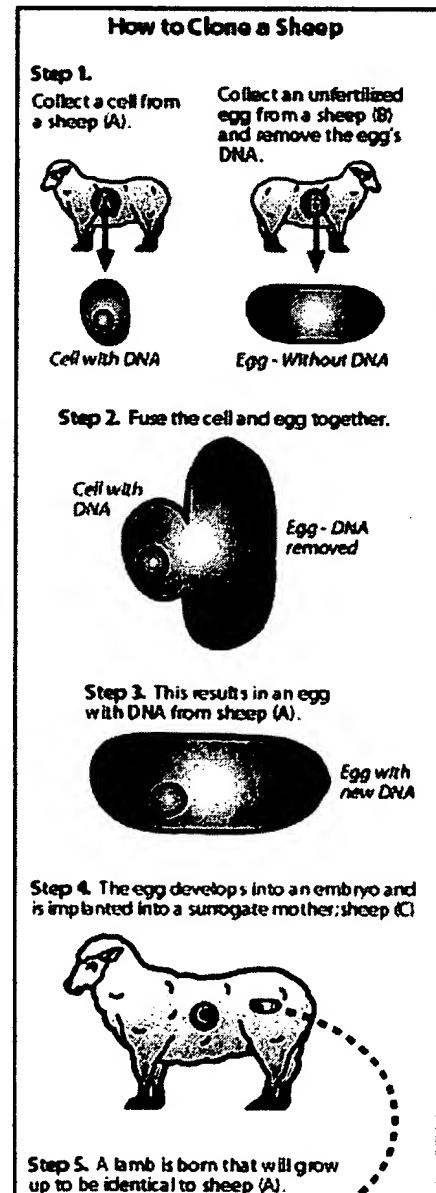 How to Clone a Sheep
Step 1.
Collect a cell from
a sheep (A).
Collect an unfertilized
egg from a sheep (B)
and remove the egg's
DNA.
A
B
Cell with DNA
Egg - Without DNA
Step 2. Fuse the cell and egg together.
Cell with
DNA
Egg - DNA
removed
Step 3. This results in an egg
with DNA from sheep (A).
Egg with
new DNA
Step 4. The egg develops into an embryo and
is implanted into a surrogate mother; sheep (C)
C
Step 5. A lamb is born that will grow
up to be identical to sheep (A).